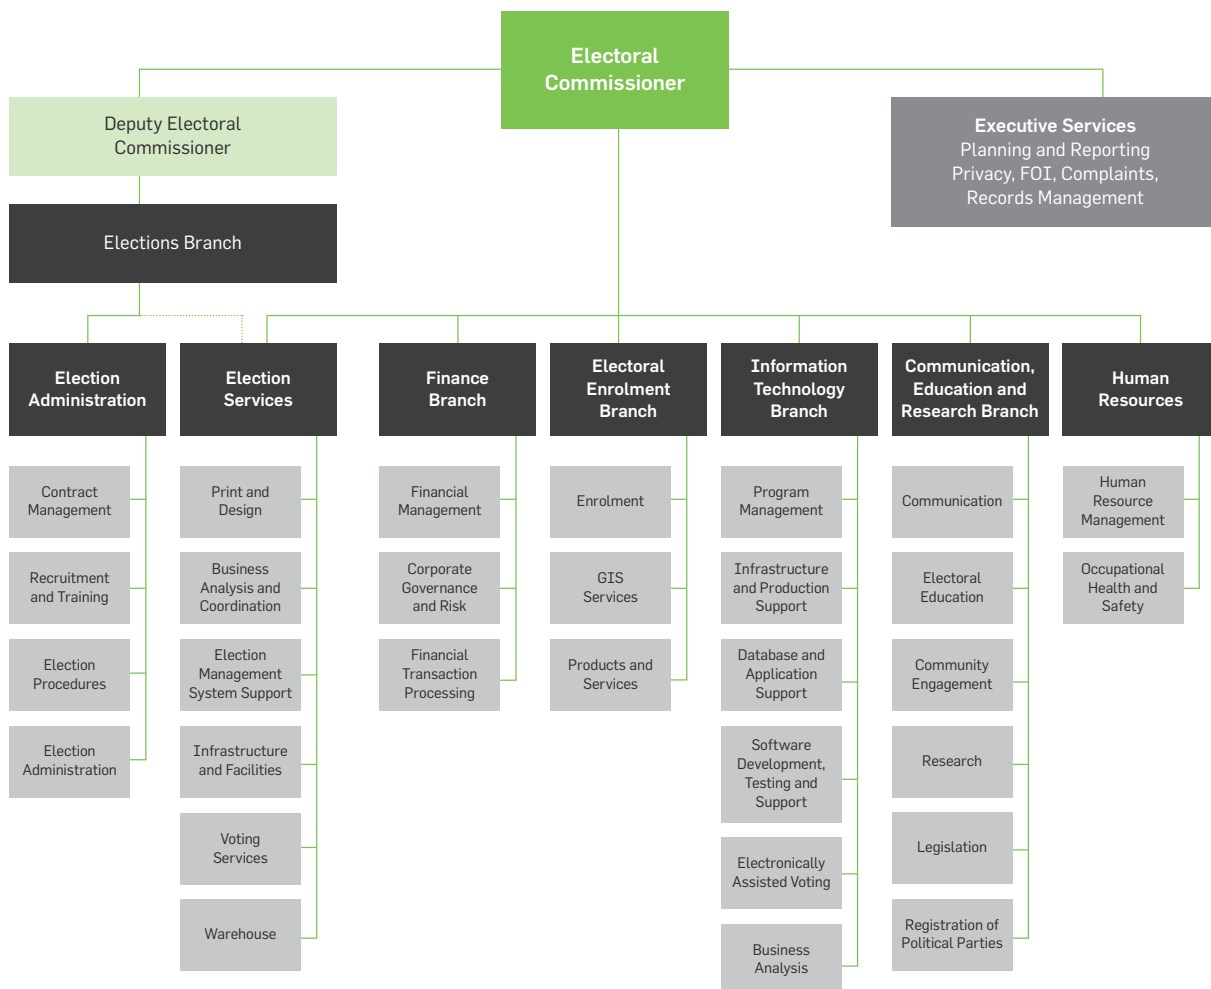 Electoral
Commissioner
Deputy Electoral
Commissioner
Executive Services
Planning and Reporting
Privacy, FOI, Complaints,
Records Management
Elections Branch
Election
Administration
Election
Services
Finance
Branch
Electoral
Enrolment
Branch
Information
Technology
Branch
Communication,
Education and
Research Branch
Human
Resources
Contract
Management
Recruitment
and Training
Election
Procedures
Election
Administration
Print and
Design
Business
Analysis and
Coordination
Election
Management
System Support
Infrastructure
and Facilities
Voting
Services
Warehouse
Financial
Management
Corporate
Governance
and Risk
Financial
Transaction
Processing
Enrolment
GIS
Services
Products and
Services
Program
Management
Infrastructure
and Production
Support
Database and
Application
Support
Software
Development,
Testing and
Support
Electronically
Assisted Voting
Business
Analysis
Communication
Electoral
Education
Community
Engagement
Research
Legislation
Registration of
Political Parties
Human
Resource
Management
Occupational
Health and
Safety